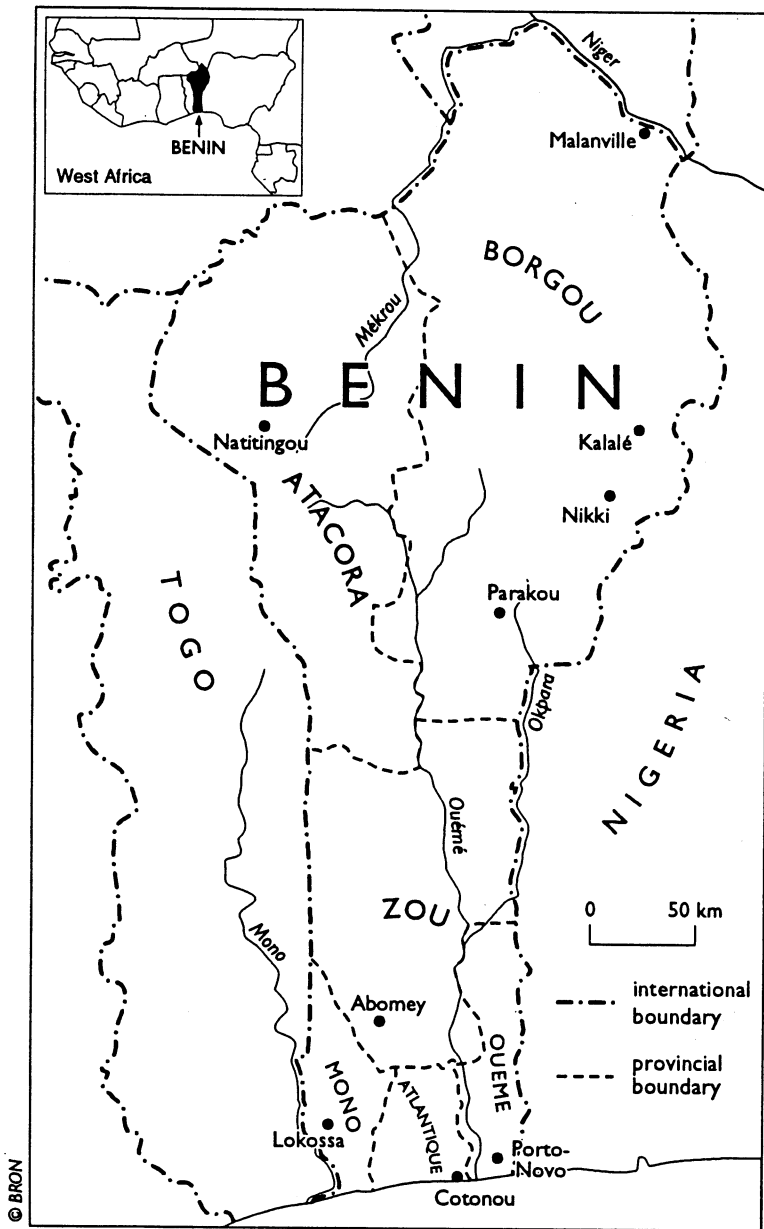 BENIN
West Africa
Niger
Malanville
BORGOU
Mékrou
BENIN
Natitingou
Kalalé
ATACORA
Nikki
TOGO
Parakou
Okpara
NIGERIA
Ouémé
ZOU
0 50 km
Mono
international
boundary
Abomey
provincial
boundary
OUEME
MONO
ATLANTIQUE
Lokossa
Porto-
Novo
Cotonou
© BRON